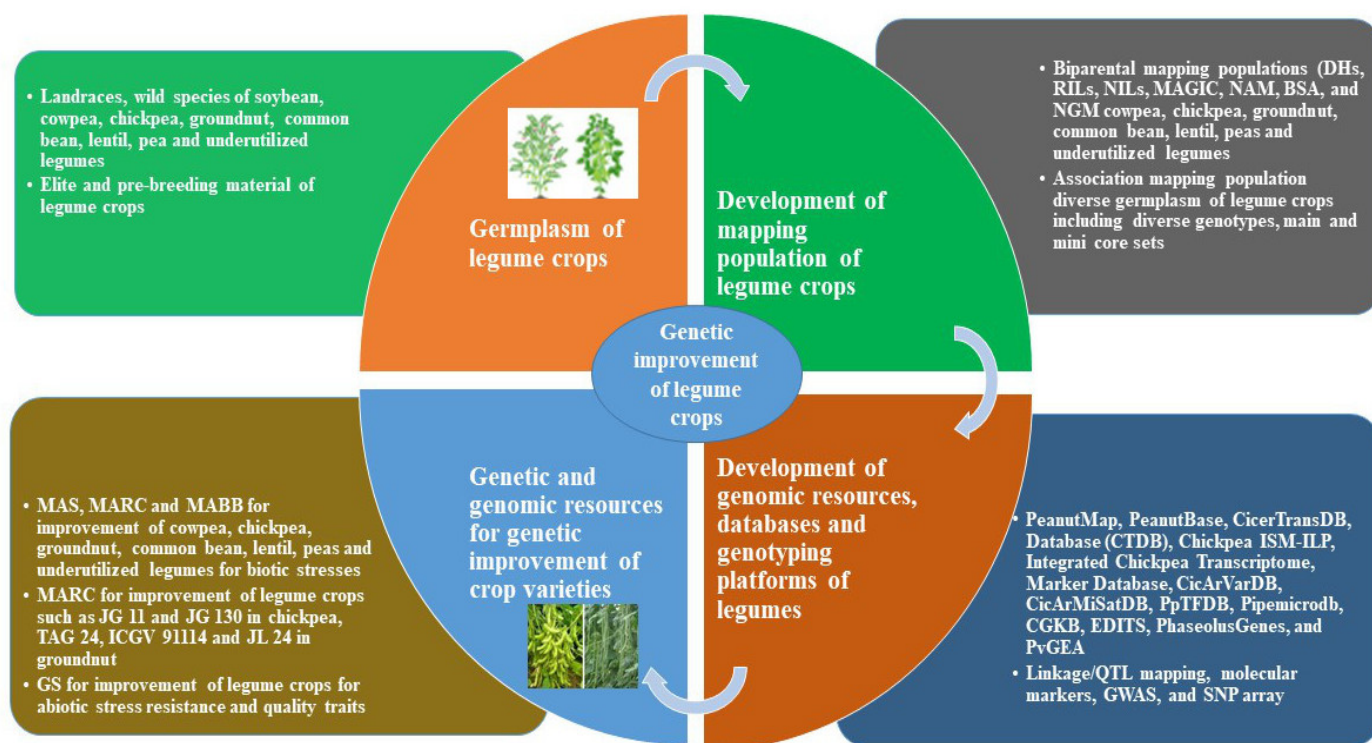 • Landraces, wild species of soybean,
cowpea, chickpea, groundnut, common
bean, lentil, pea and underutilized
legumes
• Elite and pre-breeding material of
legume crops
Germplasm of
legume crops
Development of
mapping
population of
legume crops
• Biparental mapping populations (DHs,
RILs, NILs, MAGIC, NAM, BSA, and
NGM cowpea, chickpea, groundnut,
common bean, lentil, peas and
underutilized legumes
• Association mapping population
diverse germplasm of legume crops
including diverse genotypes, main and
mini core sets
Genetic
improvement
of legume
crops
• MAS, MARC and MABB for
improvement of cowpea, chickpea,
groundnut, common bean, lentil, peas and
underutilized legumes for biotic stresses
• MARC for improvement of legume crops
such as JG 11 and JG 130 in chickpea,
TAG 24, ICGV 91114 and JL 24 in
groundnut
• GS for improvement of legume crops for
abiotic stress resistance and quality traits
Genetic and
genomic resources
for genetic
improvement of
crop varieties
Development of
genomic resources,
databases and
genotyping
platforms of
legumes
• PeanutMap, PeanutBase, CicerTransDB,
Database (CTDB), Chickpea ISM-ILP,
Integrated Chickpea Transcriptome,
Marker Database, CicArVarDB,
CicArMiSatDB, PpTFDB, Pipemicrodb,
CGKB, EDITS, PhaseolusGenes, and
PvGEA
• Linkage/QTL mapping, molecular
markers, GWAS, and SNP array